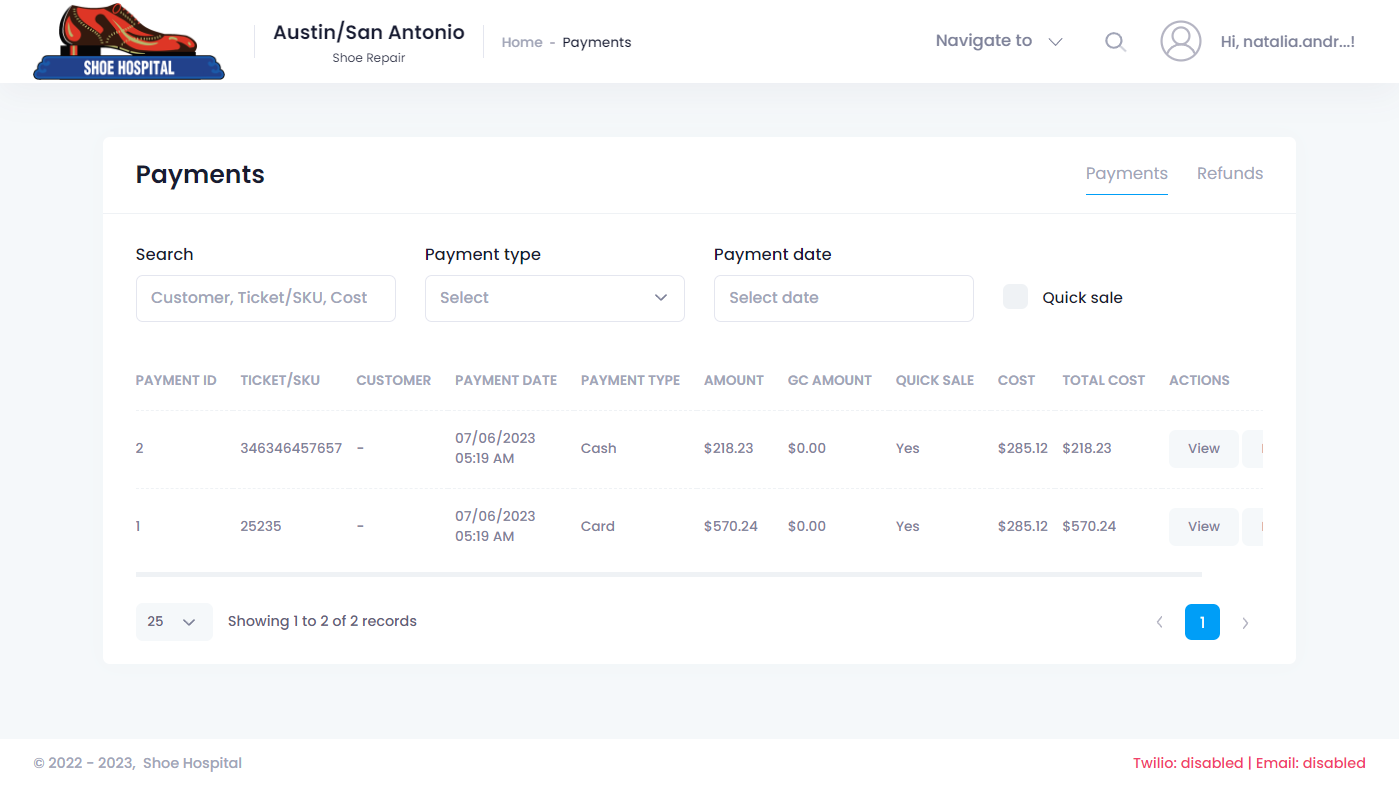 SHOE HOSPITAL
Austin/San Antonio
Shoe Repair
Home - Payments
Navigate to
Hi, natalia.andr...!
Payments
Payments Refunds
Search Payment type Payment date
Customer, Ticket/SKU, Cost Select Select date Quick sale
PAYMENT ID TICKET/SKU CUSTOMER PAYMENT DATE PAYMENT TYPE AMOUNT GC AMOUNT QUICK SALE COST TOTAL COST ACTIONS
2 346346457657 - 07/06/2023 05:19 AM Cash $218.23 $0.00 Yes $285.12 $218.23 View
1 25235 - 07/06/2023 05:19 AM Card $570.24 $0.00 Yes $285.12 $570.24 View
25 Showing 1 to 2 of 2 records 1
© 2022 - 2023, Shoe Hospital
Twilio: disabled | Email: disabled